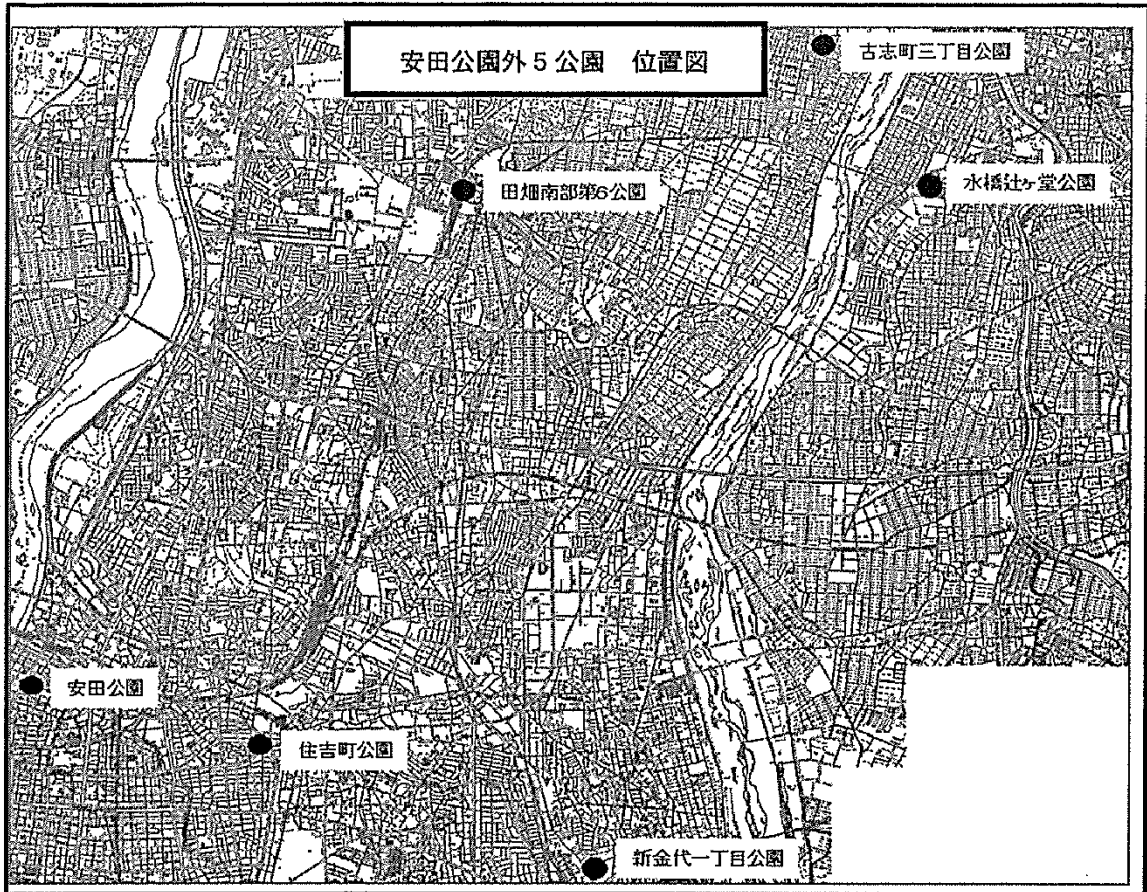 安田公園外5公園　位置図
古志町三丁目公園
田畑南部第6公園
水橋辻ヶ堂公園
安田公園
住吉町公園
新金代一丁目公園